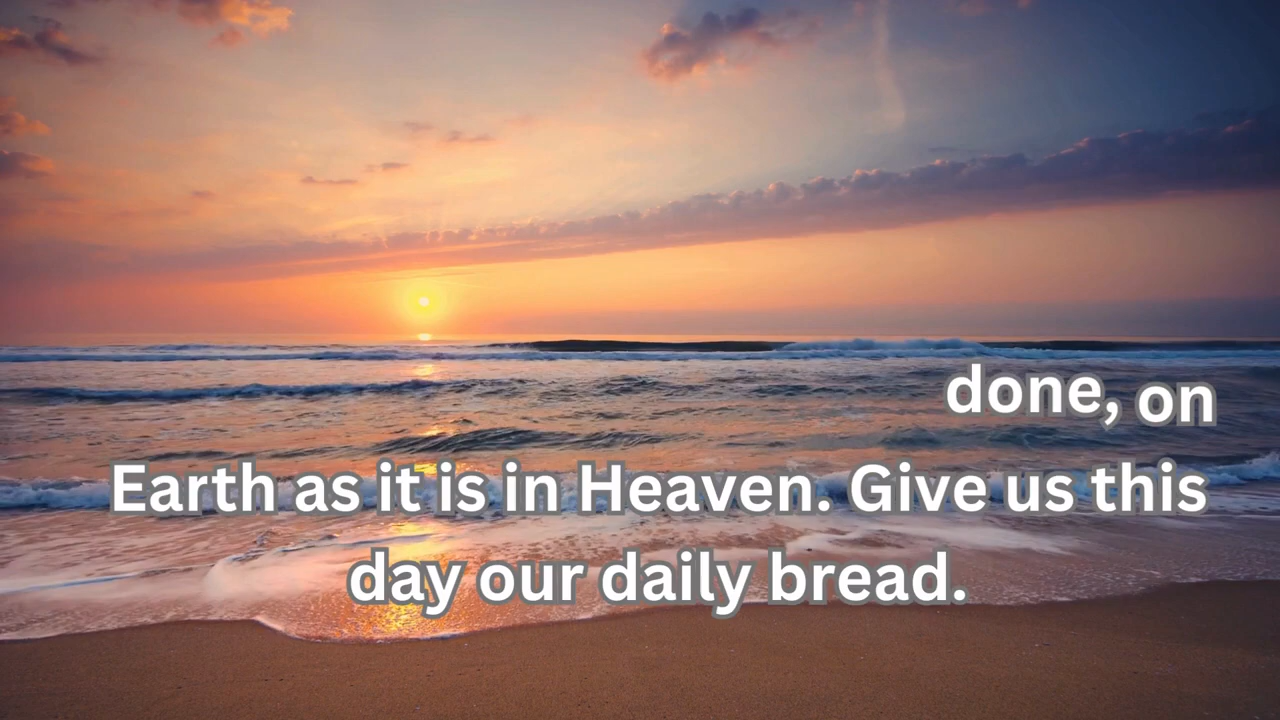 done, on
Earth as it is in Heaven. Give us this
day our daily bread.